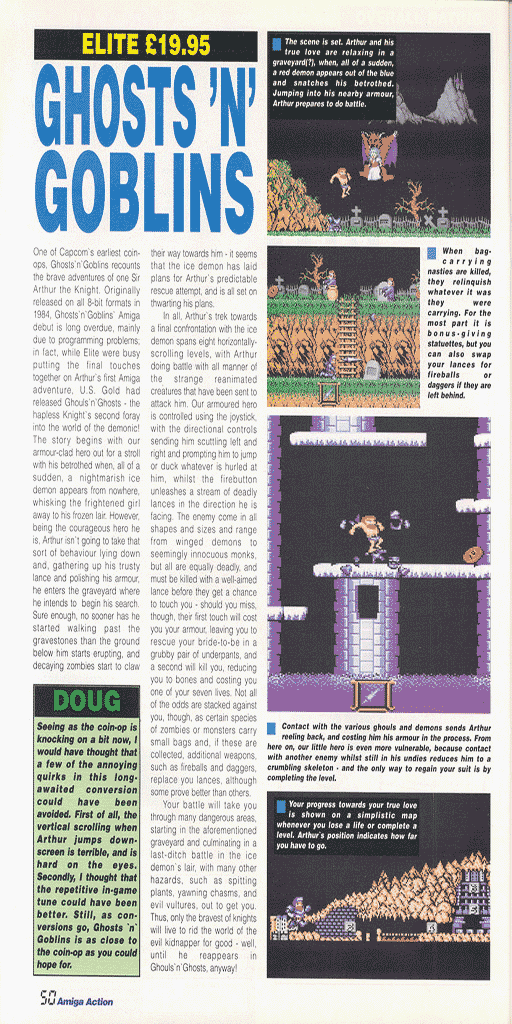 ELITE £19.95
GHOSTS 'N'
GOBLINS
One of Capcom's earliest coin-
ops, Ghosts`n`Goblins recounts
the brave adventures of one Sir
Arthur the Knight. Originally
released on all 8-bit formats in
1984, Ghosts`n`Goblins' Amiga
debut is long overdue, mainly
due to programming problems;
in fact, while Elite were busy
putting the final touches
together on Arthur's first Amiga
adventure, U.S. Gold had
released Ghouls`n`Ghosts - the
hapless Knight's second foray
into the world of the demonic!
The story begins with our
armour-clad hero out for a stroll
with his betrothed when, all of a
sudden, a nightmarish ice
demon appears from nowhere,
whisking the frightened girl
away to his frozen lair. However,
being the courageous hero he
is, Arthur isn't going to take that
sort of behaviour lying down
and, gathering up his trusty
lance and polishing his armour,
he enters the graveyard where
he intends to begin his search.
Sure enough, no sooner has he
started walking past the
gravestones than the ground
below him starts erupting, and
decaying zombies start to claw
their way towards him - it seems
that the ice demon has laid
plans for Arthur's predictable
rescue attempt, and is all set on
thwarting his plans.
In all, Arthur's trek towards
a final confrontation with the ice
demon spans eight horizontally-
scrolling levels, with Arthur
doing battle with all manner of
the strange reanimated
creatures that have been sent to
attack him. Our armoured hero
is controlled using the joystick,
with the directional controls
sending him scuttling left and
right and prompting him to jump
or duck whatever is hurled at
him, whilst the firebutton
unleashes a stream of deadly
lances in the direction he is
facing. The enemy come in all
shapes and sizes and range
from winged demons to
seemingly innocuous monks,
but all are equally deadly, and
must be killed with a well-aimed
lance before they get a chance
to touch you - should you miss,
though, their first touch will cost
you your armour, leaving you to
rescue your bride-to-be in a
grubby pair of underpants, and
a second will kill you, reducing
you to bones and costing you
one of your seven lives. Not all
of the odds are stacked against
you, though, as certain species
of zombies or monsters carry
small bags and, if these are
collected, additional weapons,
such as fireballs and daggers,
replace you lances, although
some prove better than others.
Your battle will take you
through many dangerous areas,
starting in the aforementioned
graveyard and culminating in a
last-ditch battle in the ice
demon's lair, with many other
hazards, such as spitting
plants, yawning chasms, and
evil vultures, out to get you.
Thus, only the bravest of knights
will live to rid the world of the
evil kidnapper for good - well,
until he reappears in
Ghouls`n`Ghosts, anyway!
DOUG
Seeing as the coin-op is
knocking on a bit now, I
would have thought that
a few of the annoying
quirks in this long-
awaited conversion
could have been
avoided. First of all, the
vertical scrolling when
Arthur jumps down-
screen is terrible, and is
hard on the eyes.
Secondly, I thought that
the repetitive in-game
tune could have been
better. Still, as con-
versions go, Ghosts `n`
Goblins is as close to
the coin-op as you could
hope for.
The scene is set. Arthur and his
true love are relaxing in a
graveyard(?), when, all of a sudden,
a red demon appears out of the blue
and snatches his betrothed.
Jumping into his nearby armour,
Arthur prepares to do battle.
When bag-
carrying
nasties are killed,
they relinquish
whatever it was
they were
carrying. For the
most part it is
bonus-giving
statuettes, but you
can also swap
your lances for
fireballs or
daggers if they are
left behind.
Contact with the various ghouls and demons sends Arthur
reeling back, and costing him his armour in the process. From
here on, our little hero is even more vulnerable, because contact
with another enemy whilst still in his undies reduces him to a
crumbling skeleton - and the only way to regain your suit is by
completing the level.
Your progress towards your true love
is shown on a simplistic map
whenever you lose a life or complete a
level. Arthur's position indicates how far
you have to go.
50 Amiga Action